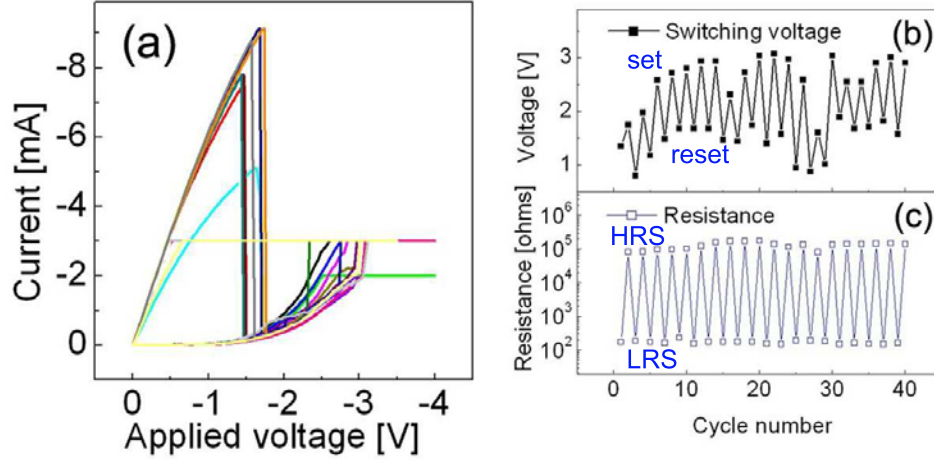 (a)
Current [mA]
-8
-6
-4
-2
0
0 -1 -2 -3 -4
Applied voltage [V]
(b)
Switching voltage
set
reset
Voltage [V]
3
2
1
(c)
Resistance
HRS
LRS
Resistance [ohms]
10^6
10^5
10^4
10^3
10^2
0 10 20 30 40
Cycle number